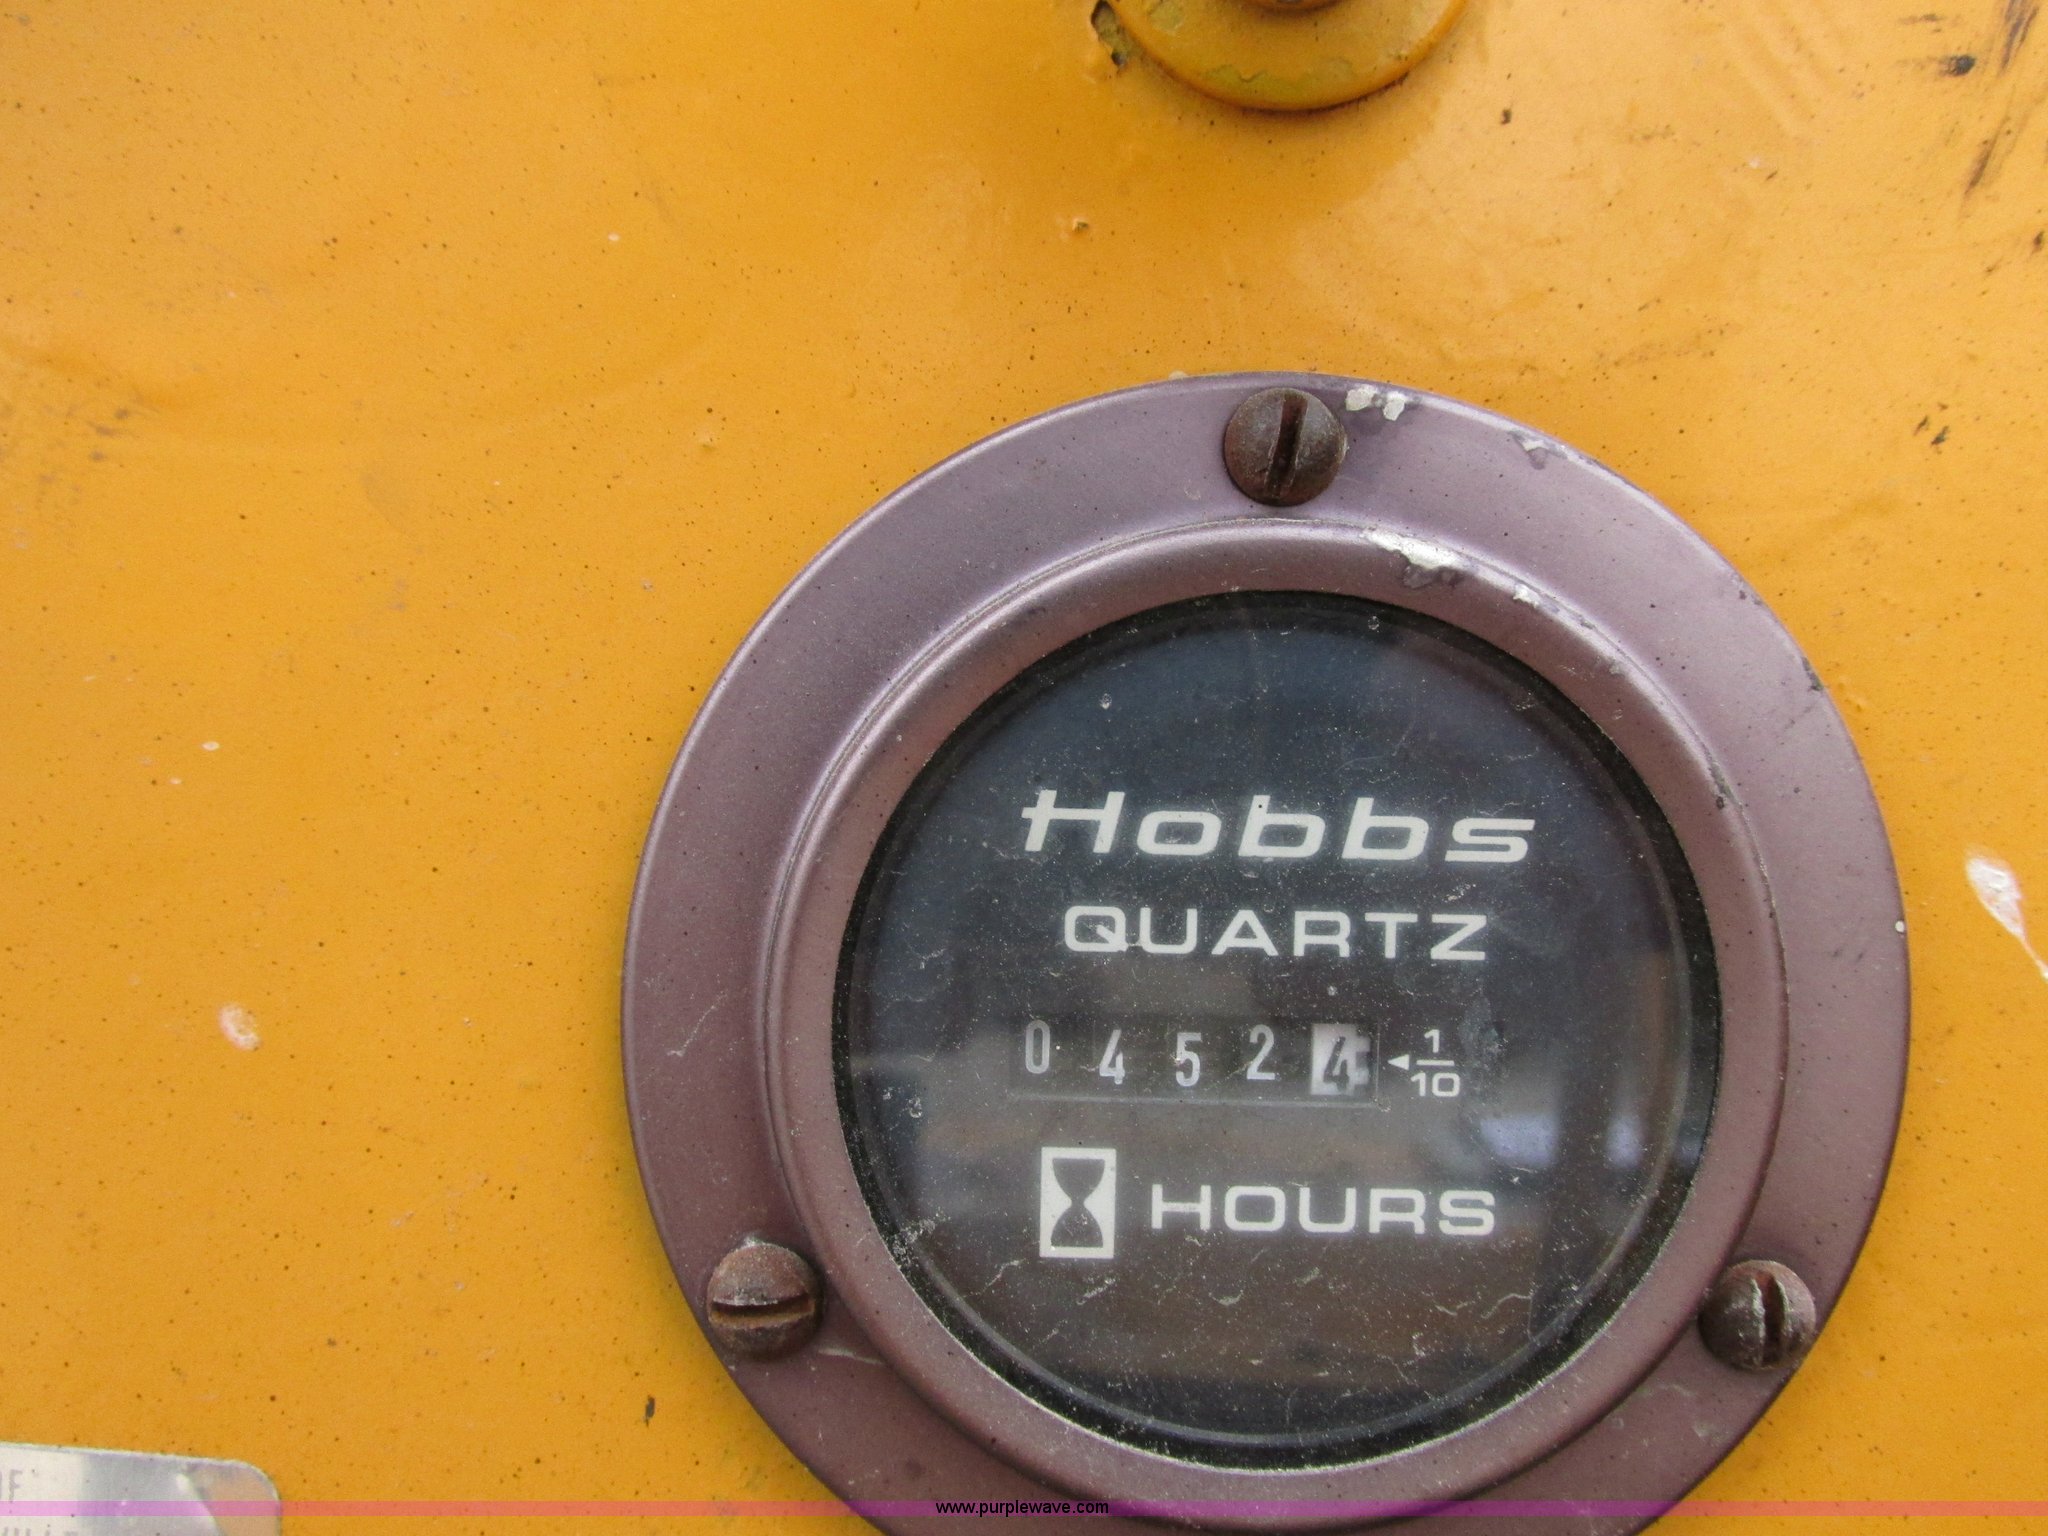 Hobbs
QUARTZ
0 4 5 2 4 1/10
HOURS
www.purplewave.com